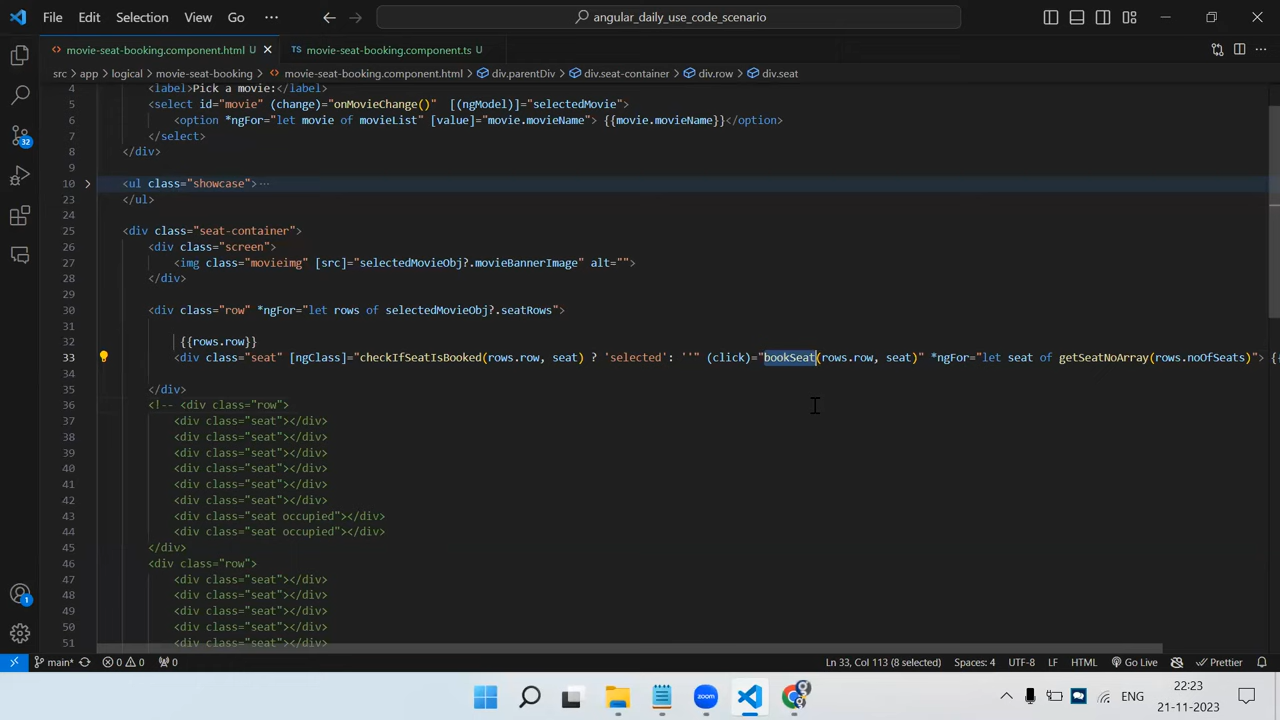 File Edit Selection View Go ··· angular_daily_use_code_scenario
movie-seat-booking.component.html U TS movie-seat-booking.component.ts U
src > app > logical > movie-seat-booking > movie-seat-booking.component.html > div.parentDiv > div.seat-container > div.row > div.seat
4 <label>Pick a movie:</label>
5 <select id="movie" (change)="onMovieChange()" [(ngModel)]="selectedMovie">
6 <option *ngFor="let movie of movieList" [value]="movie.movieName"> {{movie.movieName}}</option>
7 </select>
8 </div>
9
10 <ul class="showcase"> ···
23 </ul>
24
25 <div class="seat-container">
26 <div class="screen">
27 <img class="movieimg" [src]="selectedMovieObj?.movieBannerImage" alt="">
28 </div>
29
30 <div class="row" *ngFor="let rows of selectedMovieObj?.seatRows">
31
32 {{rows.row}}
33 <div class="seat" [ngClass]="checkIfSeatIsBooked(rows.row, seat) ? 'selected': ''" (click)="bookSeat(rows.row, seat)" *ngFor="let seat of getSeatNoArray(rows.noOfSeats)"> {{
34
35 </div>
36 <!-- <div class="row">
37 <div class="seat"></div>
38 <div class="seat"></div>
39 <div class="seat"></div>
40 <div class="seat"></div>
41 <div class="seat"></div>
42 <div class="seat"></div>
43 <div class="seat occupied"></div>
44 <div class="seat occupied"></div>
45 </div>
46 <div class="row">
47 <div class="seat"></div>
48 <div class="seat"></div>
49 <div class="seat"></div>
50 <div class="seat"></div>
51 <div class="seat"></div>
32
1
main* 0 0 0 Ln 33, Col 113 (8 selected) Spaces: 4 UTF-8 LF HTML Go Live Prettier
zoom ENG 22:23
21-11-2023